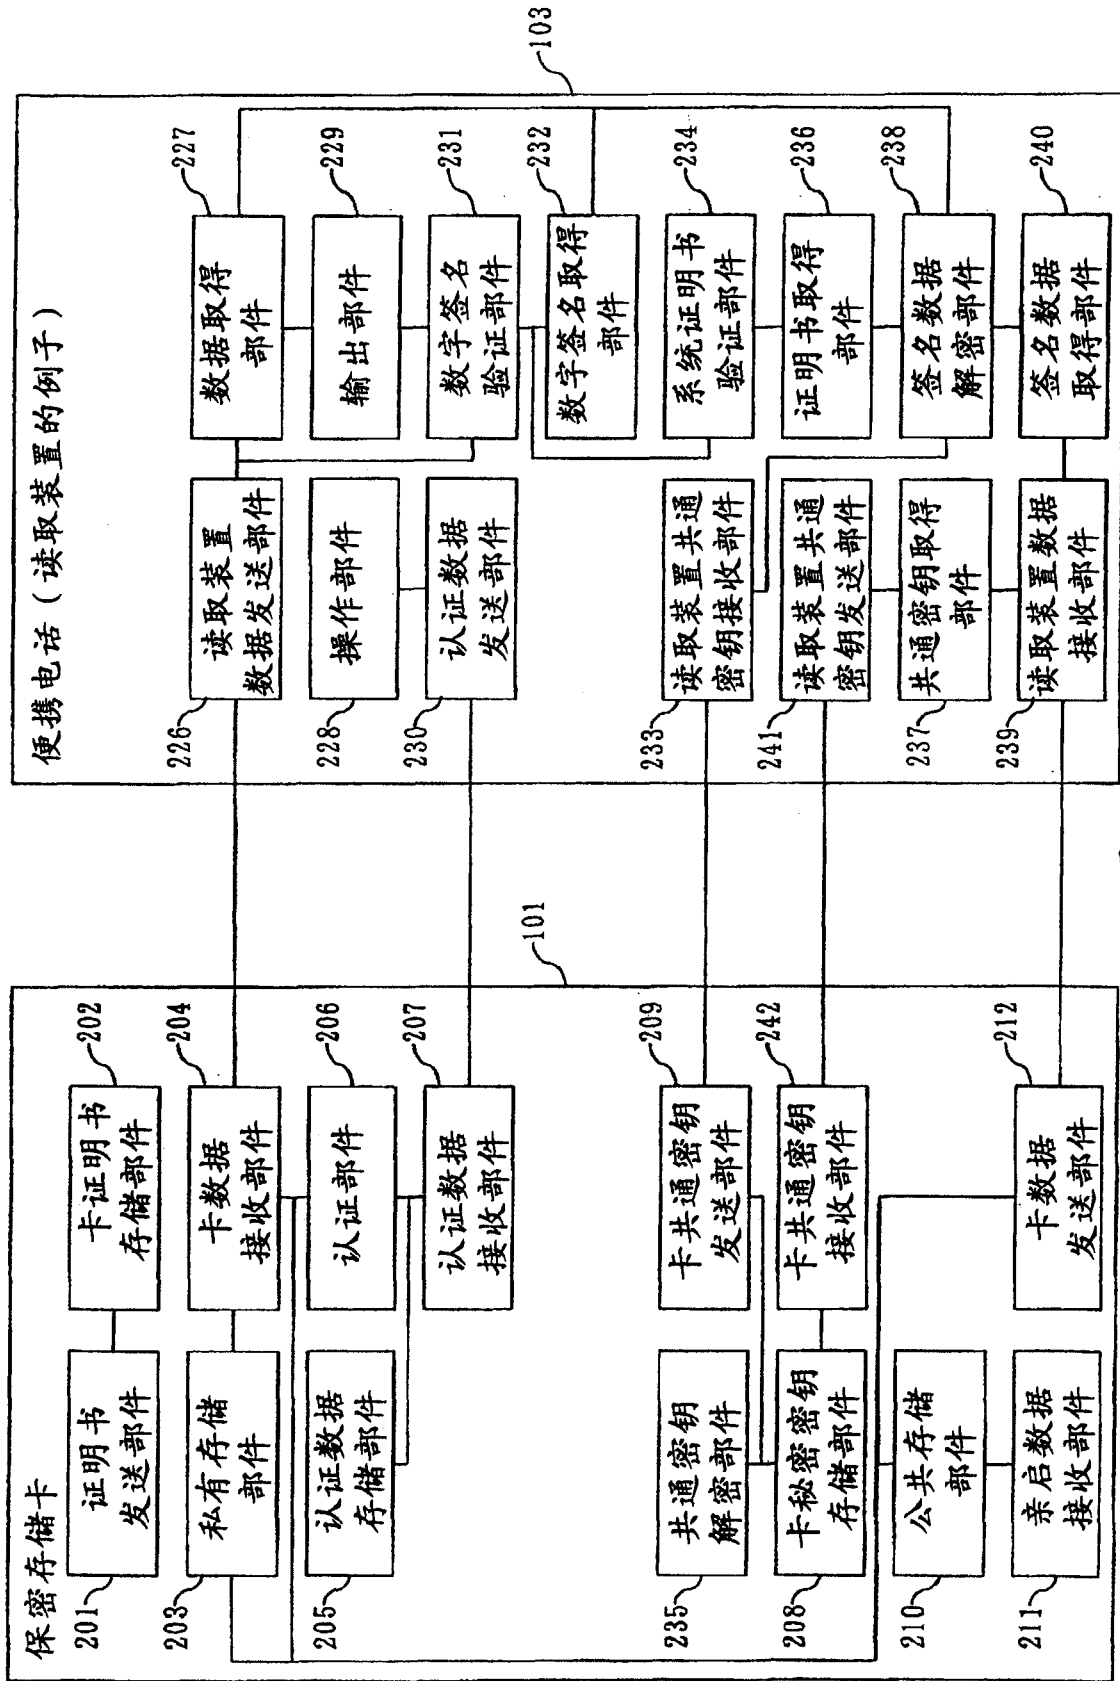 保密存储卡
101
201
证明书
发送部件
卡证明书
存储部件
202
203
私有存储
部件
卡数据
接收部件
204
205
认证数据
存储部件
认证部件
206
认证数据
接收部件
207
235
共通密钥
解密部件
卡共通密钥
发送部件
209
208
卡秘密密钥
存储部件
卡共通密钥
接收部件
242
210
公共存储
部件
211
亲启数据
接收部件
卡数据
发送部件
212
便携电话（读取装置的例子）
103
226
读取装置
数据发送部件
数据取得
部件
227
228
操作部件
输出部件
229
230
认证数据
发送部件
数字签名
验证部件
231
数字签名取得
部件
232
233
读取装置共通
密钥接收部件
系统证明书
验证部件
234
241
读取装置共通
密钥发送部件
证明书取得
部件
236
237
共通密钥取得
部件
签名数据
解密部件
238
239
读取装置数据
接收部件
签名数据
取得部件
240